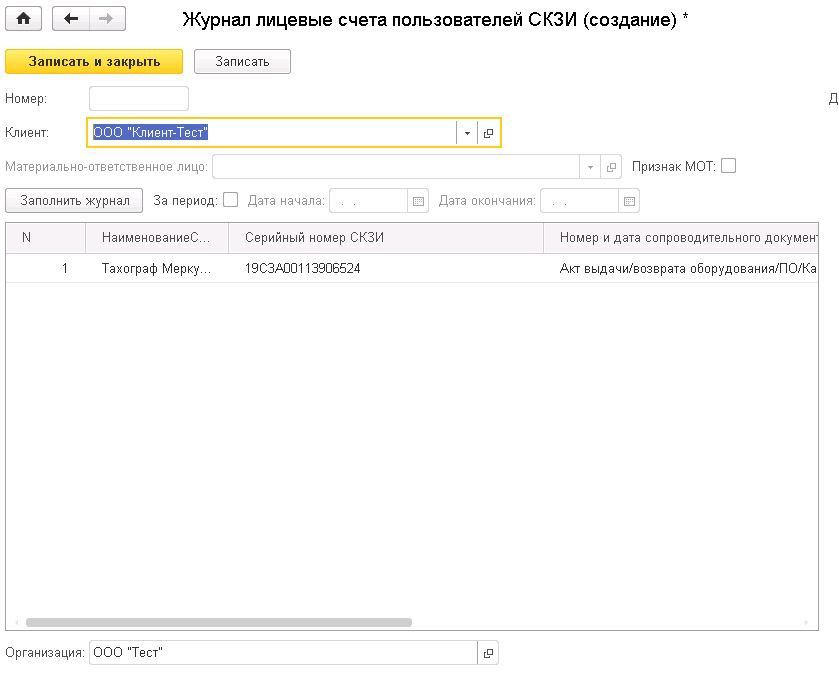 Журнал лицевые счета пользователей СКЗИ (создание) *
Записать и закрыть Записать
Номер: Д
Клиент: ООО "Клиент-Тест"
Материально-ответственное лицо: Признак МОТ:
Заполнить журнал За период: Дата начала: . . Дата окончания: . .
N НаименованиеС... Серийный номер СКЗИ Номер и дата сопроводительного документ
1 Тахограф Мерку... 19С3А00113906524 Акт выдачи/возврата оборудования/ПО/Ка
Организация: ООО "Тест"